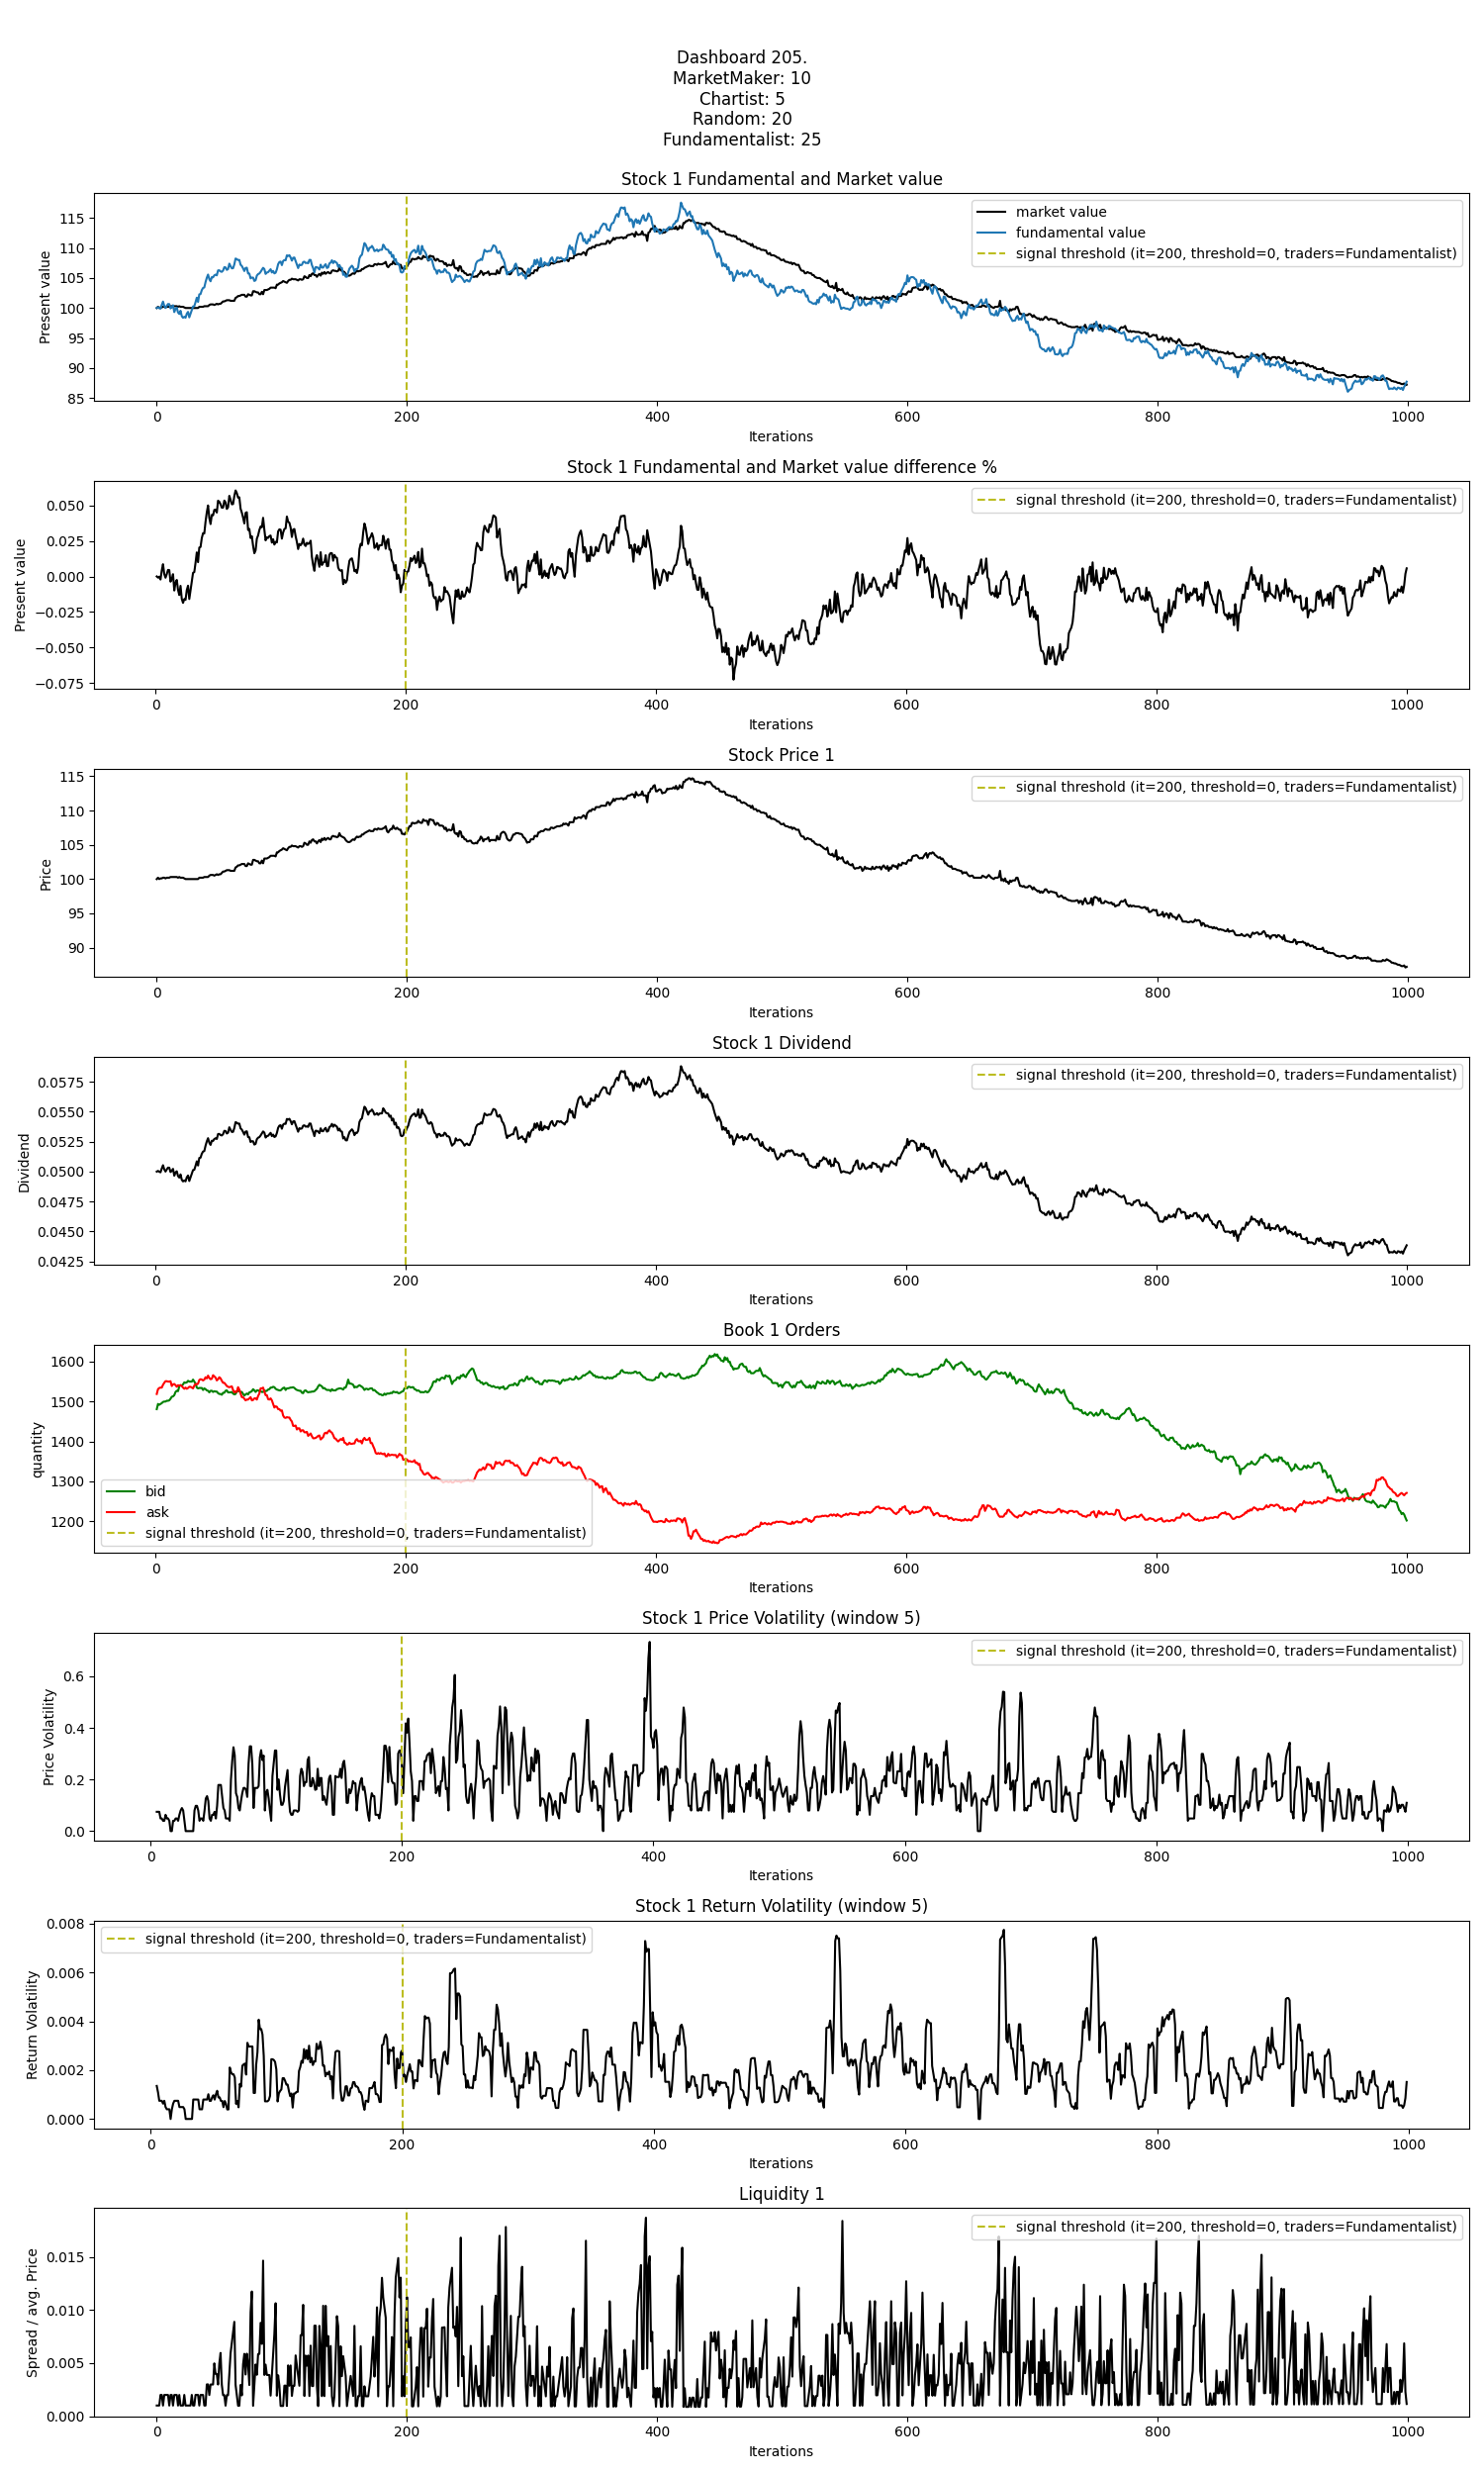 Dashboard 205.
MarketMaker: 10
Chartist: 5
Random: 20
Fundamentalist: 25
Stock 1 Fundamental and Market value
Present value
115
110
105
100
95
90
85
market value
fundamental value
signal threshold (it=200, threshold=0, traders=Fundamentalist)
0 200 400 600 800 1000
Iterations
Stock 1 Fundamental and Market value difference %
Present value
0.050
0.025
0.000
−0.025
−0.050
−0.075
signal threshold (it=200, threshold=0, traders=Fundamentalist)
0 200 400 600 800 1000
Iterations
Stock Price 1
Price
115
110
105
100
95
90
signal threshold (it=200, threshold=0, traders=Fundamentalist)
0 200 400 600 800 1000
Iterations
Stock 1 Dividend
Dividend
0.0575
0.0550
0.0525
0.0500
0.0475
0.0450
0.0425
signal threshold (it=200, threshold=0, traders=Fundamentalist)
0 200 400 600 800 1000
Iterations
Book 1 Orders
quantity
1600
1500
1400
1300
1200
bid
ask
signal threshold (it=200, threshold=0, traders=Fundamentalist)
0 200 400 600 800 1000
Iterations
Stock 1 Price Volatility (window 5)
Price Volatility
0.6
0.4
0.2
0.0
signal threshold (it=200, threshold=0, traders=Fundamentalist)
0 200 400 600 800 1000
Iterations
Stock 1 Return Volatility (window 5)
Return Volatility
0.008
0.006
0.004
0.002
0.000
signal threshold (it=200, threshold=0, traders=Fundamentalist)
0 200 400 600 800 1000
Iterations
Liquidity 1
Spread / avg. Price
0.015
0.010
0.005
0.000
signal threshold (it=200, threshold=0, traders=Fundamentalist)
0 200 400 600 800 1000
Iterations